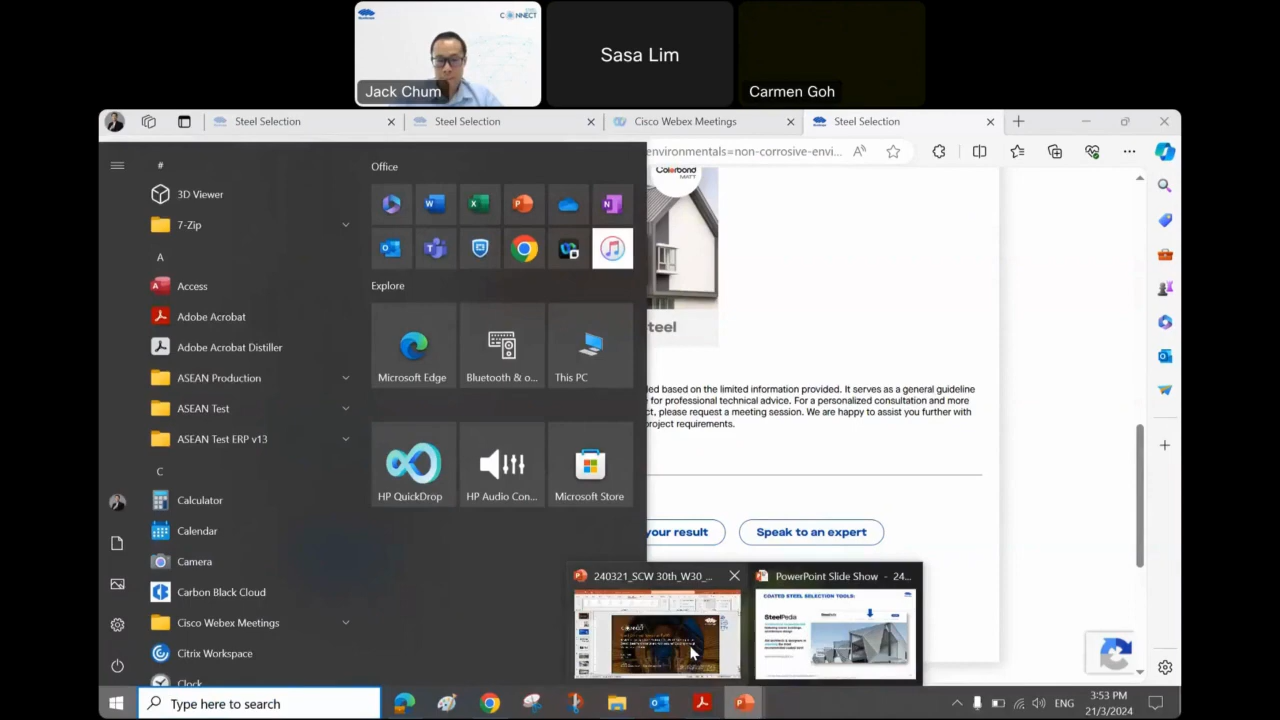 CONNECT
Jack Chum
Sasa Lim
Carmen Goh
Steel Selection
Steel Selection
Cisco Webex Meetings
Steel Selection
environmentals=non-corrosive-envi...
#
3D Viewer
7-Zip
A
Access
Adobe Acrobat
Adobe Acrobat Distiller
ASEAN Production
ASEAN Test
ASEAN Test ERP v13
C
Calculator
Calendar
Camera
Carbon Black Cloud
Cisco Webex Meetings
Citrix Workspace
Clock
Office
Explore
Microsoft Edge
Bluetooth & o...
This PC
HP QuickDrop
HP Audio Con...
Microsoft Store
Colorbond
MATT
teel
ed based on the limited information provided. It serves as a general guideline
for professional technical advice. For a personalized consultation and more
ct, please request a meeting session. We are happy to assist you further with
project requirements.
your result
Speak to an expert
240321_SCW 30th_W30_...
PowerPoint Slide Show - 24...
COATED STEEL SELECTION TOOLS:
SteelPedia
Type here to search
ENG
3:53 PM
21/3/2024